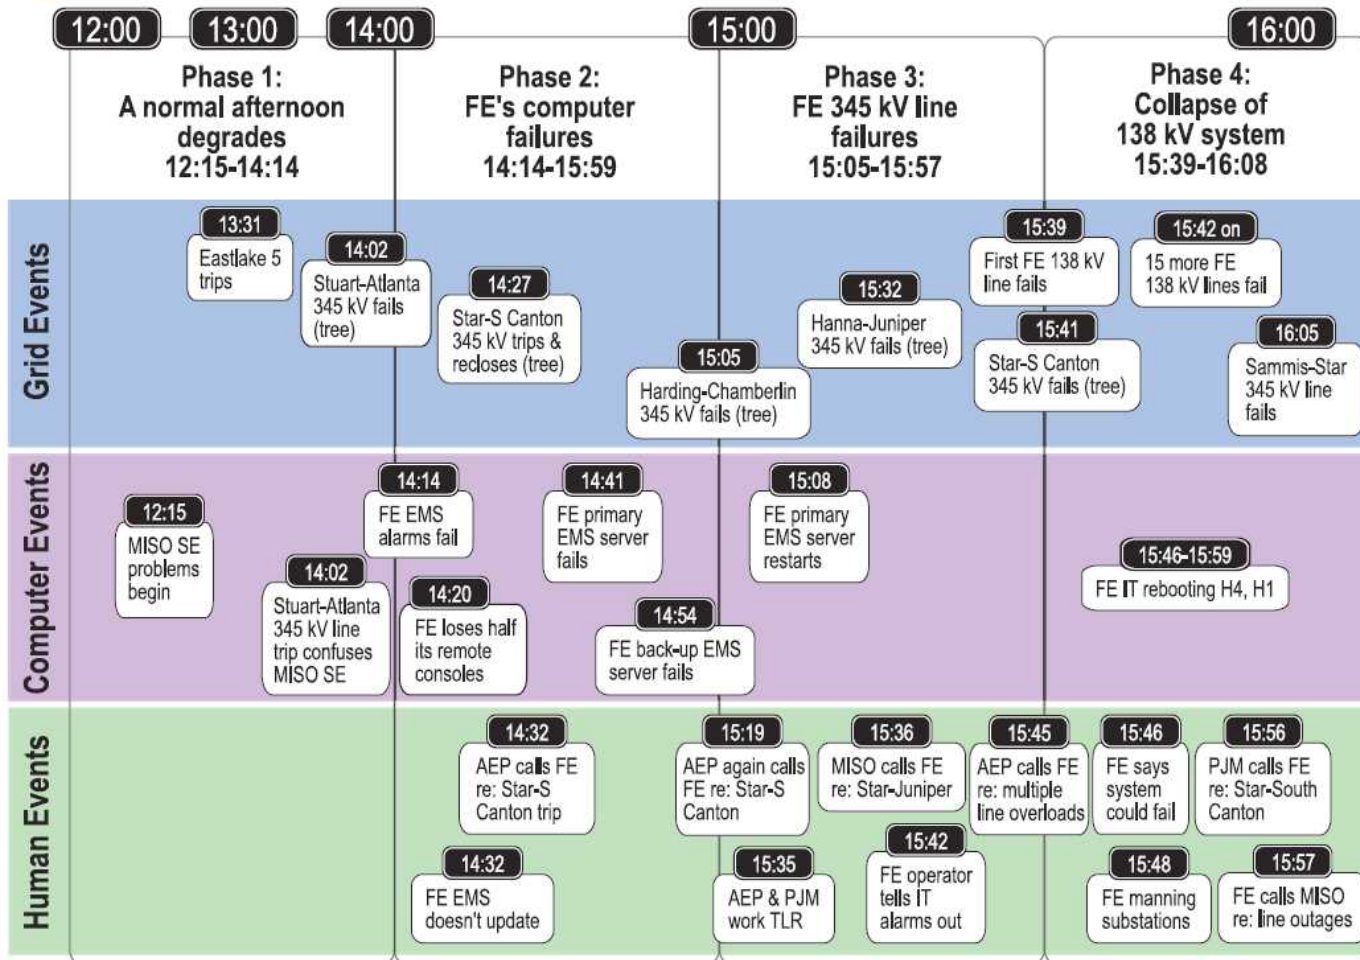 12:00
13:00
14:00
15:00
16:00
Phase 1:
A normal afternoon
degrades
12:15-14:14
Phase 2:
FE's computer
failures
14:14-15:59
Phase 3:
FE 345 kV line
failures
15:05-15:57
Phase 4:
Collapse of
138 kV system
15:39-16:08
Grid Events
13:31
Eastlake 5
trips
14:02
Stuart-Atlanta
345 kV fails
(tree)
14:27
Star-S Canton
345 kV trips &
recloses (tree)
15:05
Harding-Chamberlin
345 kV fails (tree)
15:32
Hanna-Juniper
345 kV fails (tree)
15:39
First FE 138 kV
line fails
15:41
Star-S Canton
345 kV fails (tree)
15:42 on
15 more FE
138 kV lines fail
16:05
Sammis-Star
345 kV line
fails
Computer Events
12:15
MISO SE
problems
begin
14:02
Stuart-Atlanta
345 kV line
trip confuses
MISO SE
14:14
FE EMS
alarms fail
14:20
FE loses half
its remote
consoles
14:41
FE primary
EMS server
fails
14:54
FE back-up EMS
server fails
15:08
FE primary
EMS server
restarts
15:46-15:59
FE IT rebooting H4, H1
Human Events
14:32
AEP calls FE
re: Star-S
Canton trip
14:32
FE EMS
doesn't update
15:19
AEP again calls
FE re: Star-S
Canton
15:35
AEP & PJM
work TLR
15:36
MISO calls FE
re: Star-Juniper
15:42
FE operator
tells IT
alarms out
15:45
AEP calls FE
re: multiple
line overloads
15:46
FE says
system
could fail
15:48
FE manning
substations
15:56
PJM calls FE
re: Star-South
Canton
15:57
FE calls MISO
re: line outages